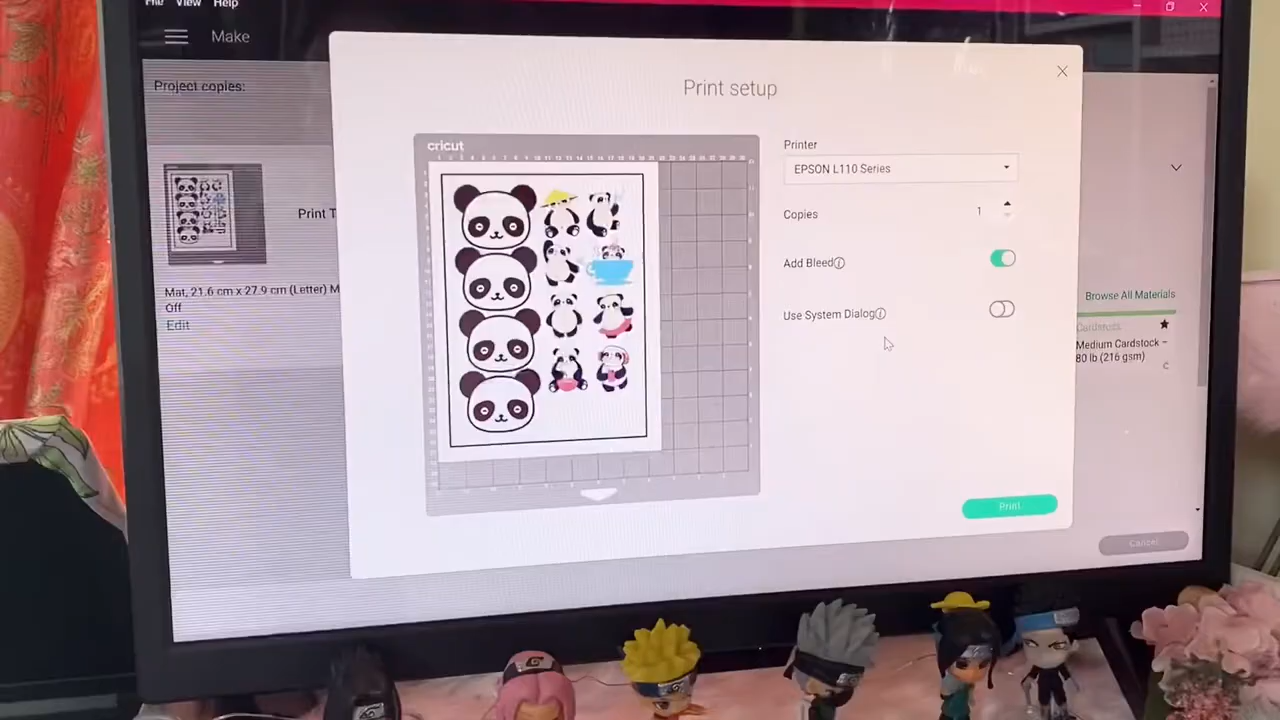 File View Help
Make
Project copies:
Print setup
cricut
Printer
EPSON L110 Series
Copies
1
Add Bleed
Use System Dialog
Print T
Mat, 21.6 cm x 27.9 cm (Letter) M
Off
Edit
Browse All Materials
Cardstock
Medium Cardstock –
80 lb (216 gsm)
C
Print
Cancel